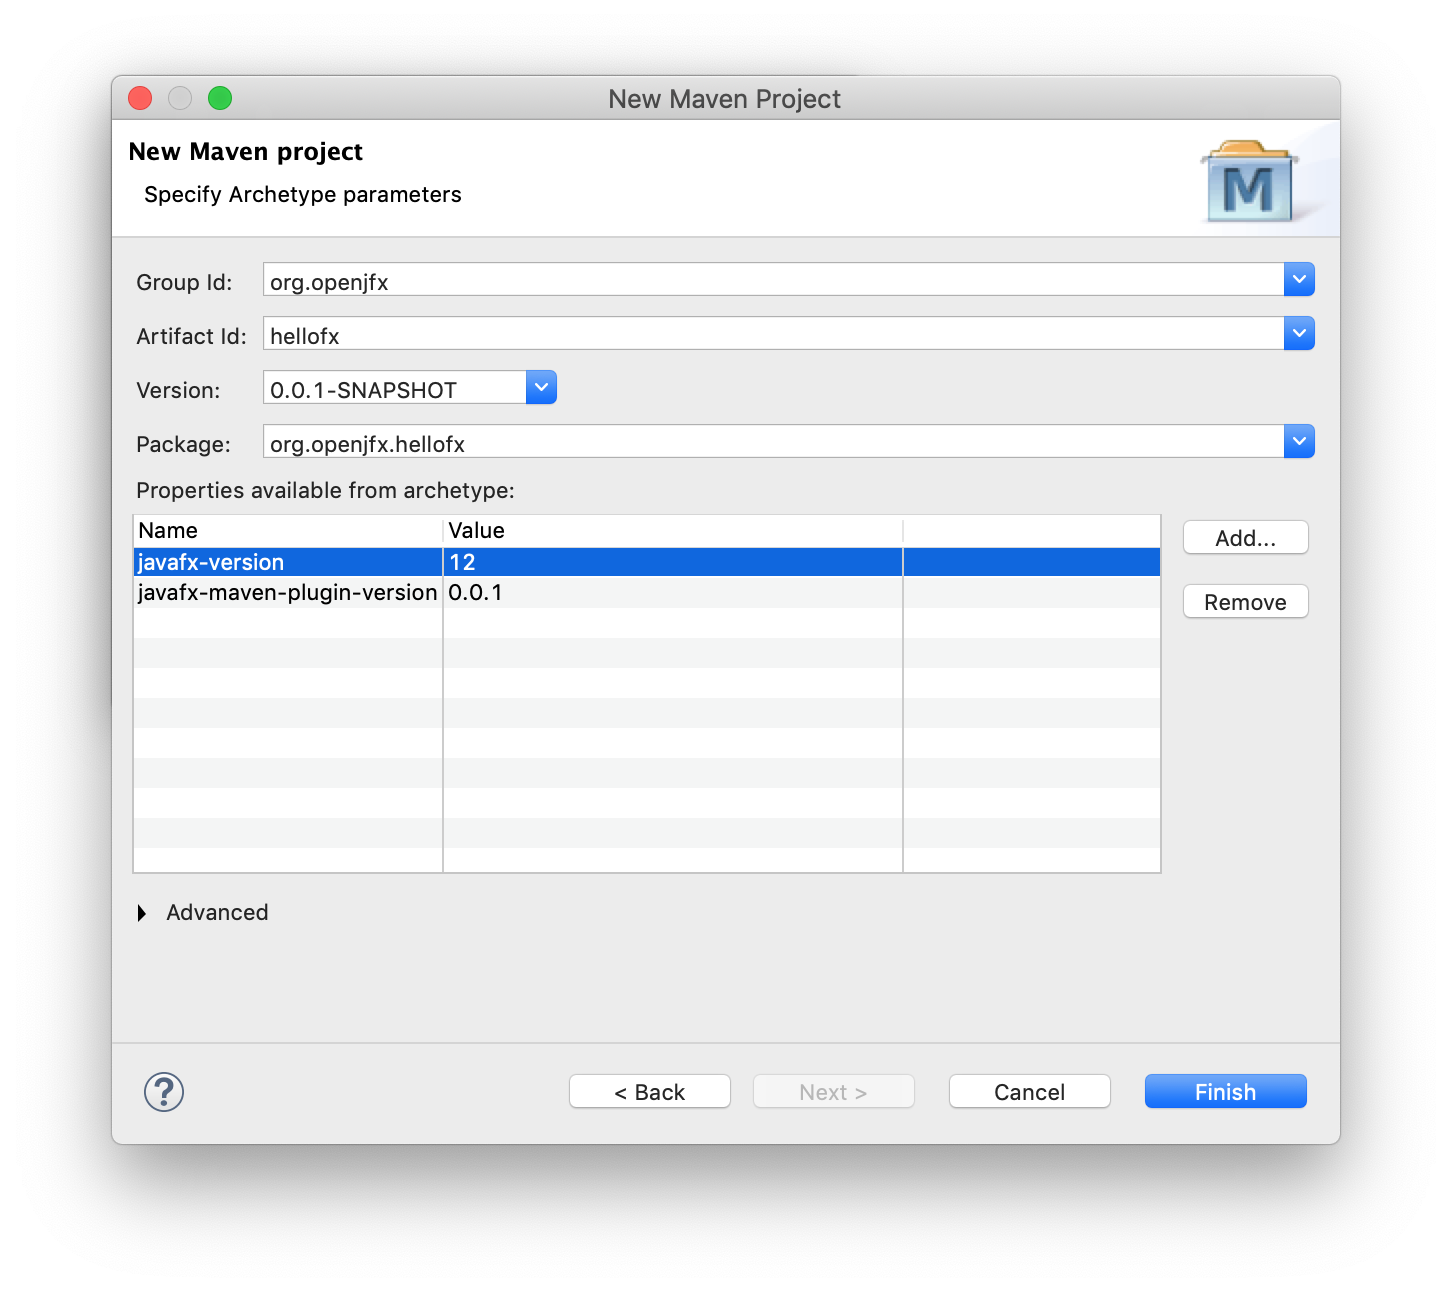 New Maven Project
New Maven project
Specify Archetype parameters
M
Group Id: org.openjfx
Artifact Id: hellofx
Version: 0.0.1-SNAPSHOT
Package: org.openjfx.hellofx
Properties available from archetype:
Name Value
javafx-version 12
javafx-maven-plugin-version 0.0.1
Add...
Remove
Advanced
?
< Back Next > Cancel Finish